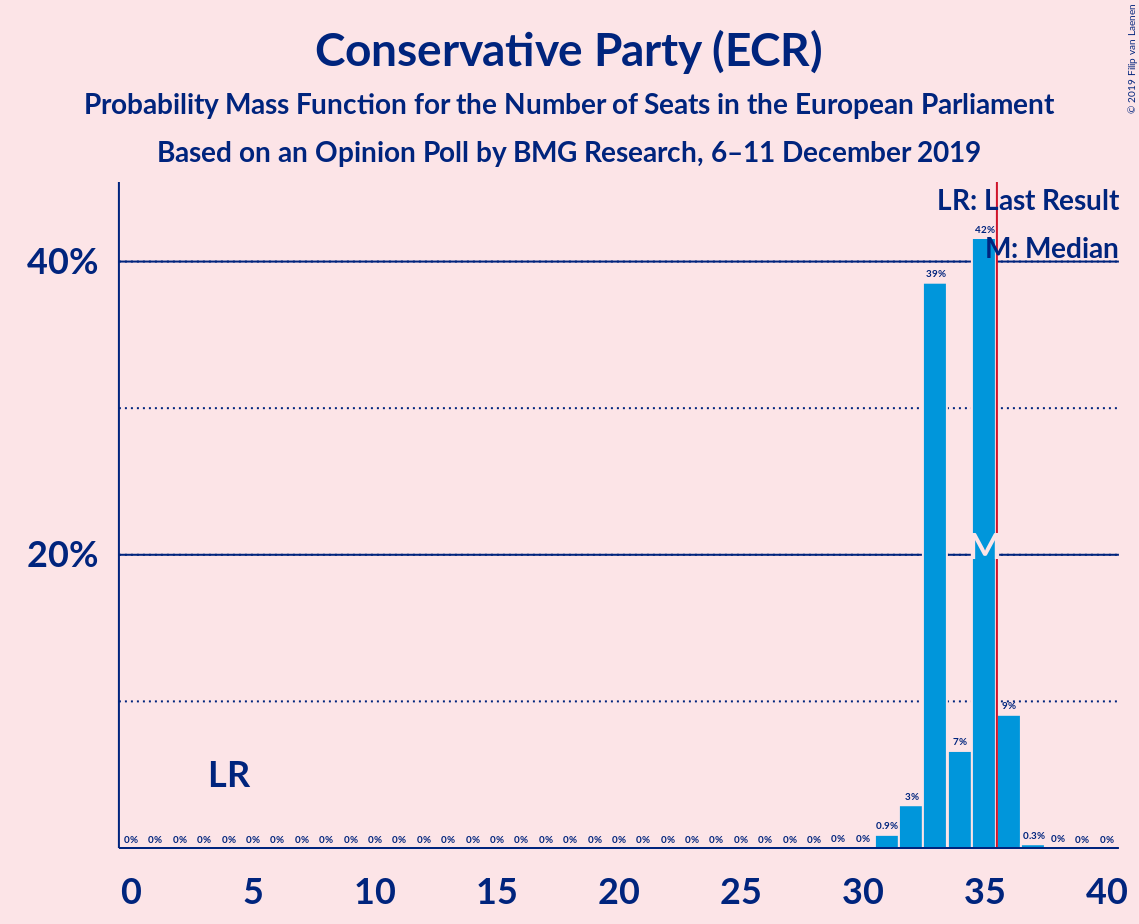 Conservative Party (ECR)
Probability Mass Function for the Number of Seats in the European Parliament
Based on an Opinion Poll by BMG Research, 6–11 December 2019
© 2019 Filip van Laenen
LR: Last Result
M: Median
42%
40%
39%
20%
M
9%
7%
LR
3%
0% 0% 0% 0% 0% 0% 0% 0% 0% 0% 0% 0% 0% 0% 0% 0% 0% 0% 0% 0% 0% 0% 0% 0% 0% 0% 0% 0% 0% 0% 0% 0.9% 0.3% 0% 0% 0%
0 5 10 15 20 25 30 35 40